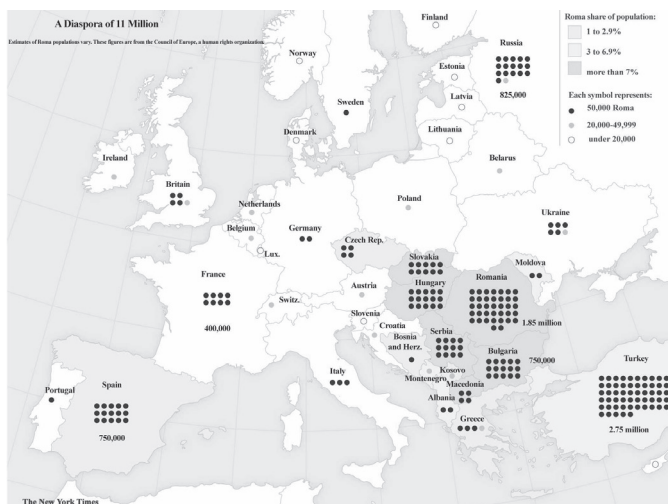 A Diaspora of 11 Million
Estimates of Roma populations vary. These figures are from the Council of Europe, a human rights organization.
Roma share of population:
1 to 2.9%
3 to 6.9%
more than 7%
Each symbol represents:
50,000 Roma
20,000-49,999
under 20,000
Finland
Norway
Russia
825,000
Estonia
Sweden
Latvia
Denmark
Lithuania
Ireland
Belarus
Britain
Netherlands
Poland
Belgium
Germany
Ukraine
Czech Rep.
Lux.
Slovakia
Moldova
France
400,000
Hungary
Romania
1.85 million
Austria
Switz.
Slovenia
Croatia
Bosnia
and Herz.
Serbia
Bulgaria
750,000
Turkey
2.75 million
Italy
Kosovo
Montenegro
Macedonia
Portugal
Spain
750,000
Albania
Greece
The New York Times